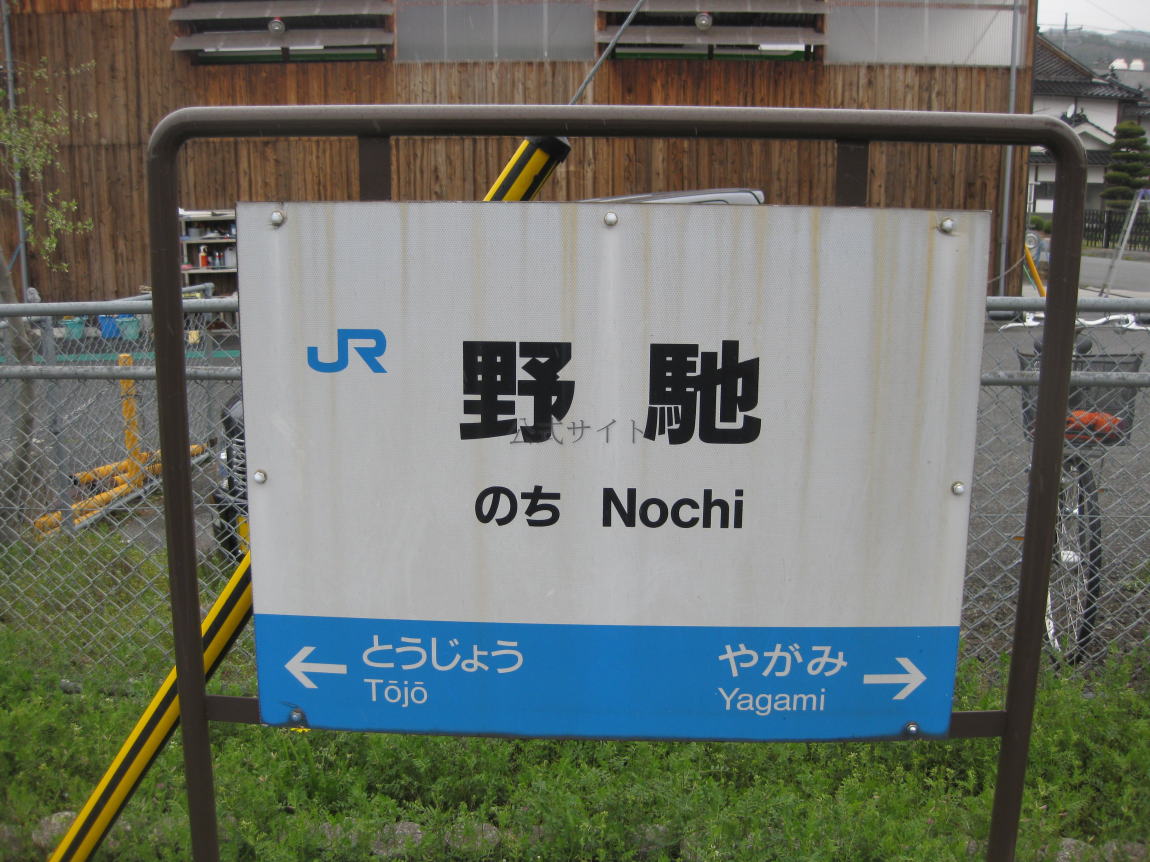 JR
野馳
公式サイト
のち Nochi
← とうじょう
Tōjō
やがみ →
Yagami